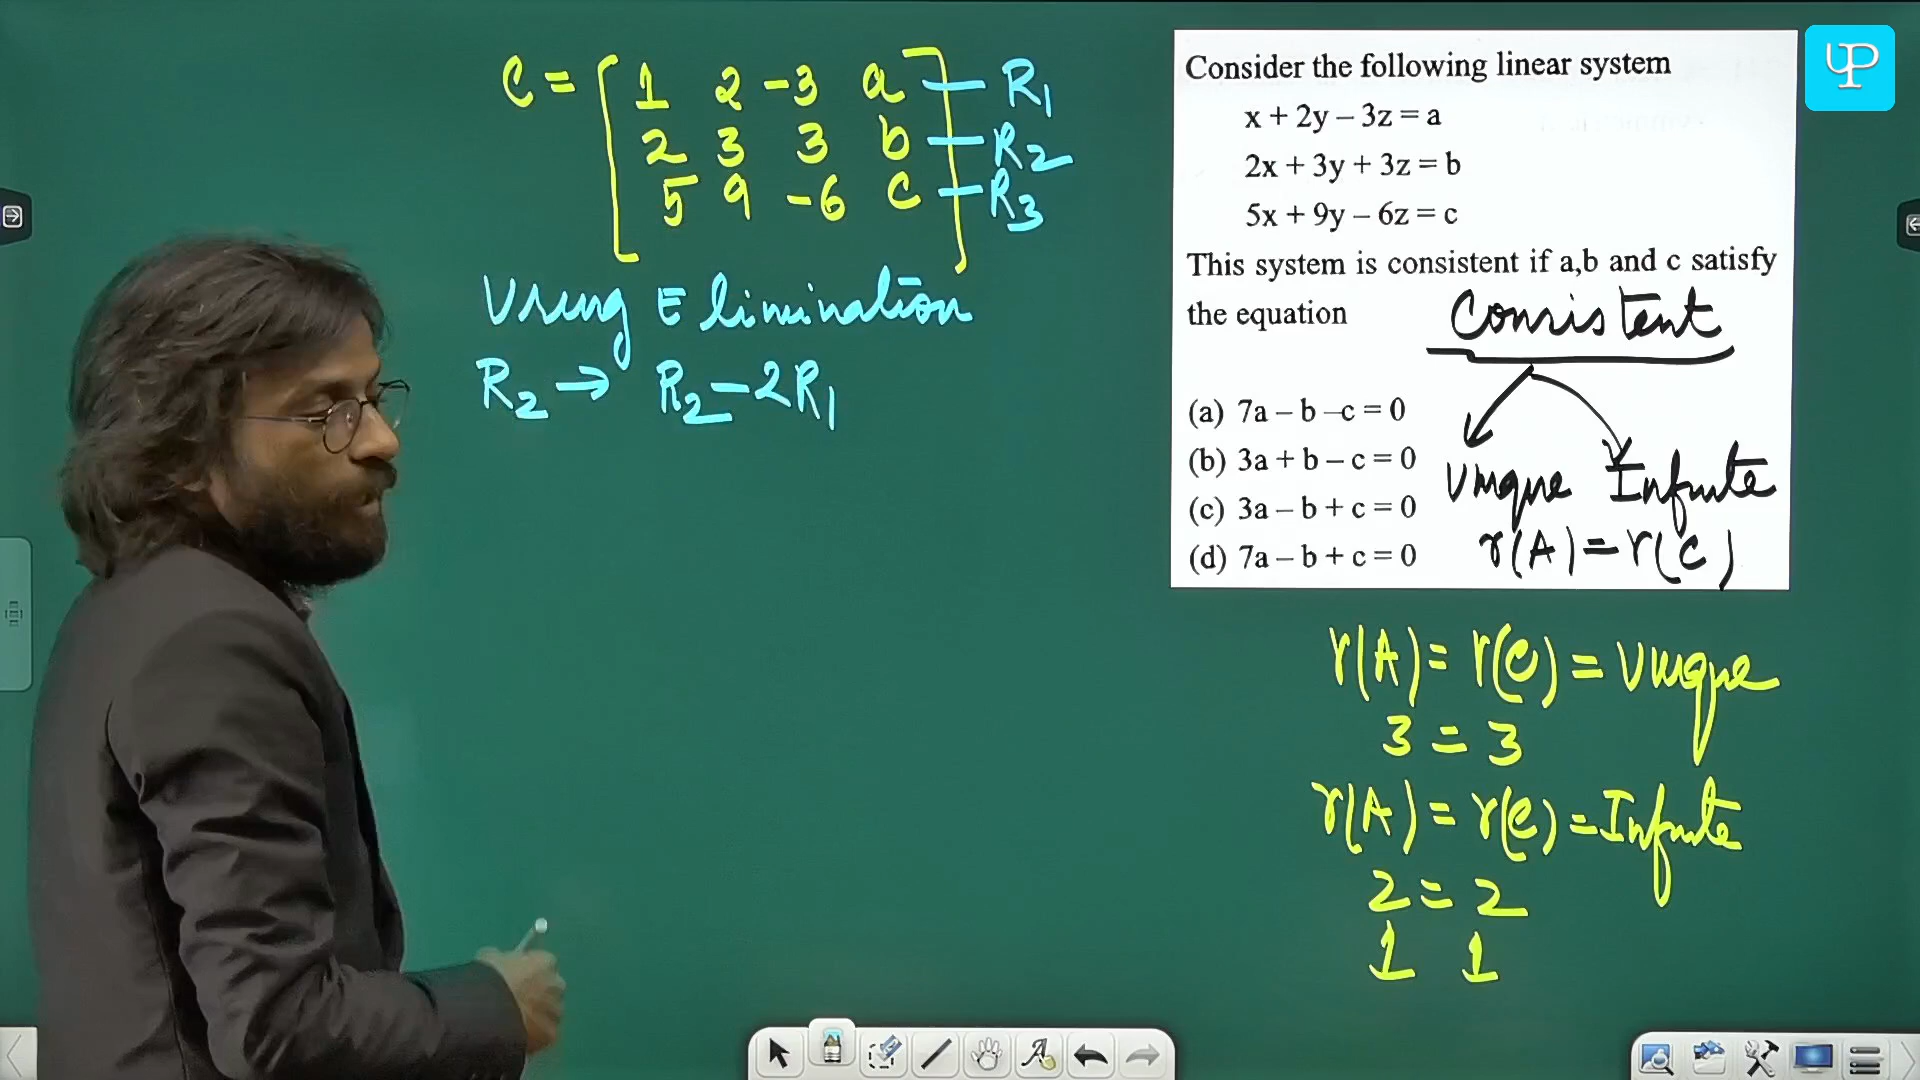 C = [ 1 2 -3 a ] — R1
2 3 3 b — R2
5 9 -6 c — R3
Using Elimination
R2 → R2 - 2R1
Consider the following linear system
x + 2y – 3z = a
2x + 3y + 3z = b
5x + 9y – 6z = c
This system is consistent if a,b and c satisfy
the equation
Consistent
(a) 7a – b –c = 0
(b) 3a + b – c = 0
(c) 3a – b + c = 0
(d) 7a – b + c = 0
Unique Infinite
r(A) = r(C)
r(A) = r(C) = Unique
3 = 3
r(A) = r(C) = Infinite
2 = 2
1 1
UP